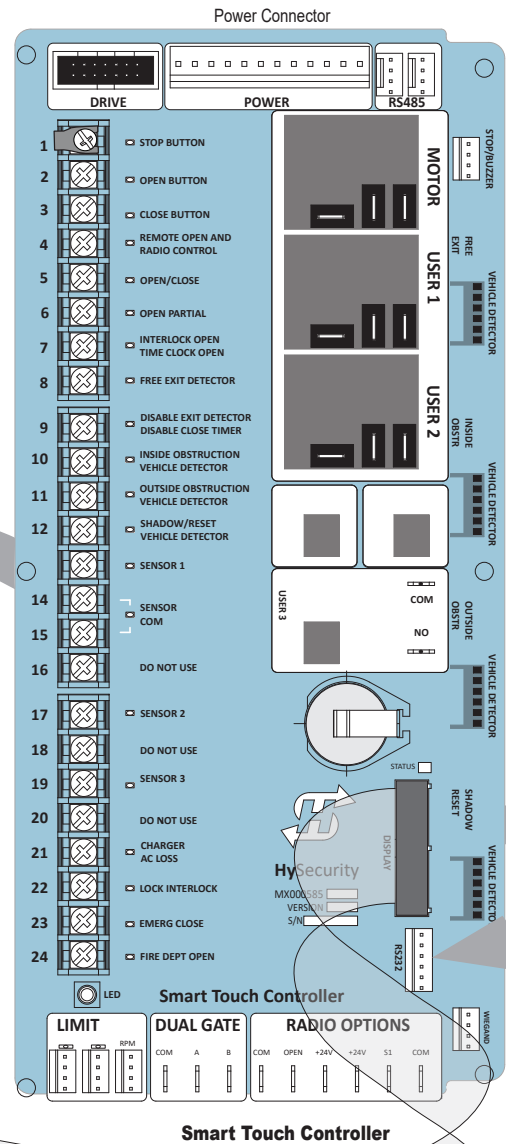 Power Connector
DRIVE
POWER
RS485
1
STOP BUTTON
2
OPEN BUTTON
3
CLOSE BUTTON
4
REMOTE OPEN AND
RADIO CONTROL
5
OPEN/CLOSE
6
OPEN PARTIAL
7
INTERLOCK OPEN
TIME CLOCK OPEN
8
FREE EXIT DETECTOR
9
DISABLE EXIT DETECTOR
DISABLE CLOSE TIMER
10
INSIDE OBSTRUCTION
VEHICLE DETECTOR
11
OUTSIDE OBSTRUCTION
VEHICLE DETECTOR
12
SHADOW/RESET
VEHICLE DETECTOR
SENSOR 1
14
SENSOR
COM
15
16
DO NOT USE
17
SENSOR 2
18
DO NOT USE
19
SENSOR 3
20
DO NOT USE
21
CHARGER
AC LOSS
22
LOCK INTERLOCK
23
EMERG CLOSE
24
FIRE DEPT OPEN
MOTOR
USER 1
USER 2
USER 3
COM
NO
STOP/BUZZER
FREE
EXIT
VEHICLE DETECTOR
INSIDE
OBSTR
VEHICLE DETECTOR
OUTSIDE
OBSTR
VEHICLE DETECTOR
STATUS
SHADOW
RESET
VEHICLE DETECTO
DISPLAY
HySecurity
MX000585
VERSION
S/N
RS232
WIEGAND
LED
Smart Touch Controller
LIMIT
RPM
DUAL GATE
COM
A
B
RADIO OPTIONS
COM
OPEN
+24V
+24V
S1
COM
Smart Touch Controller